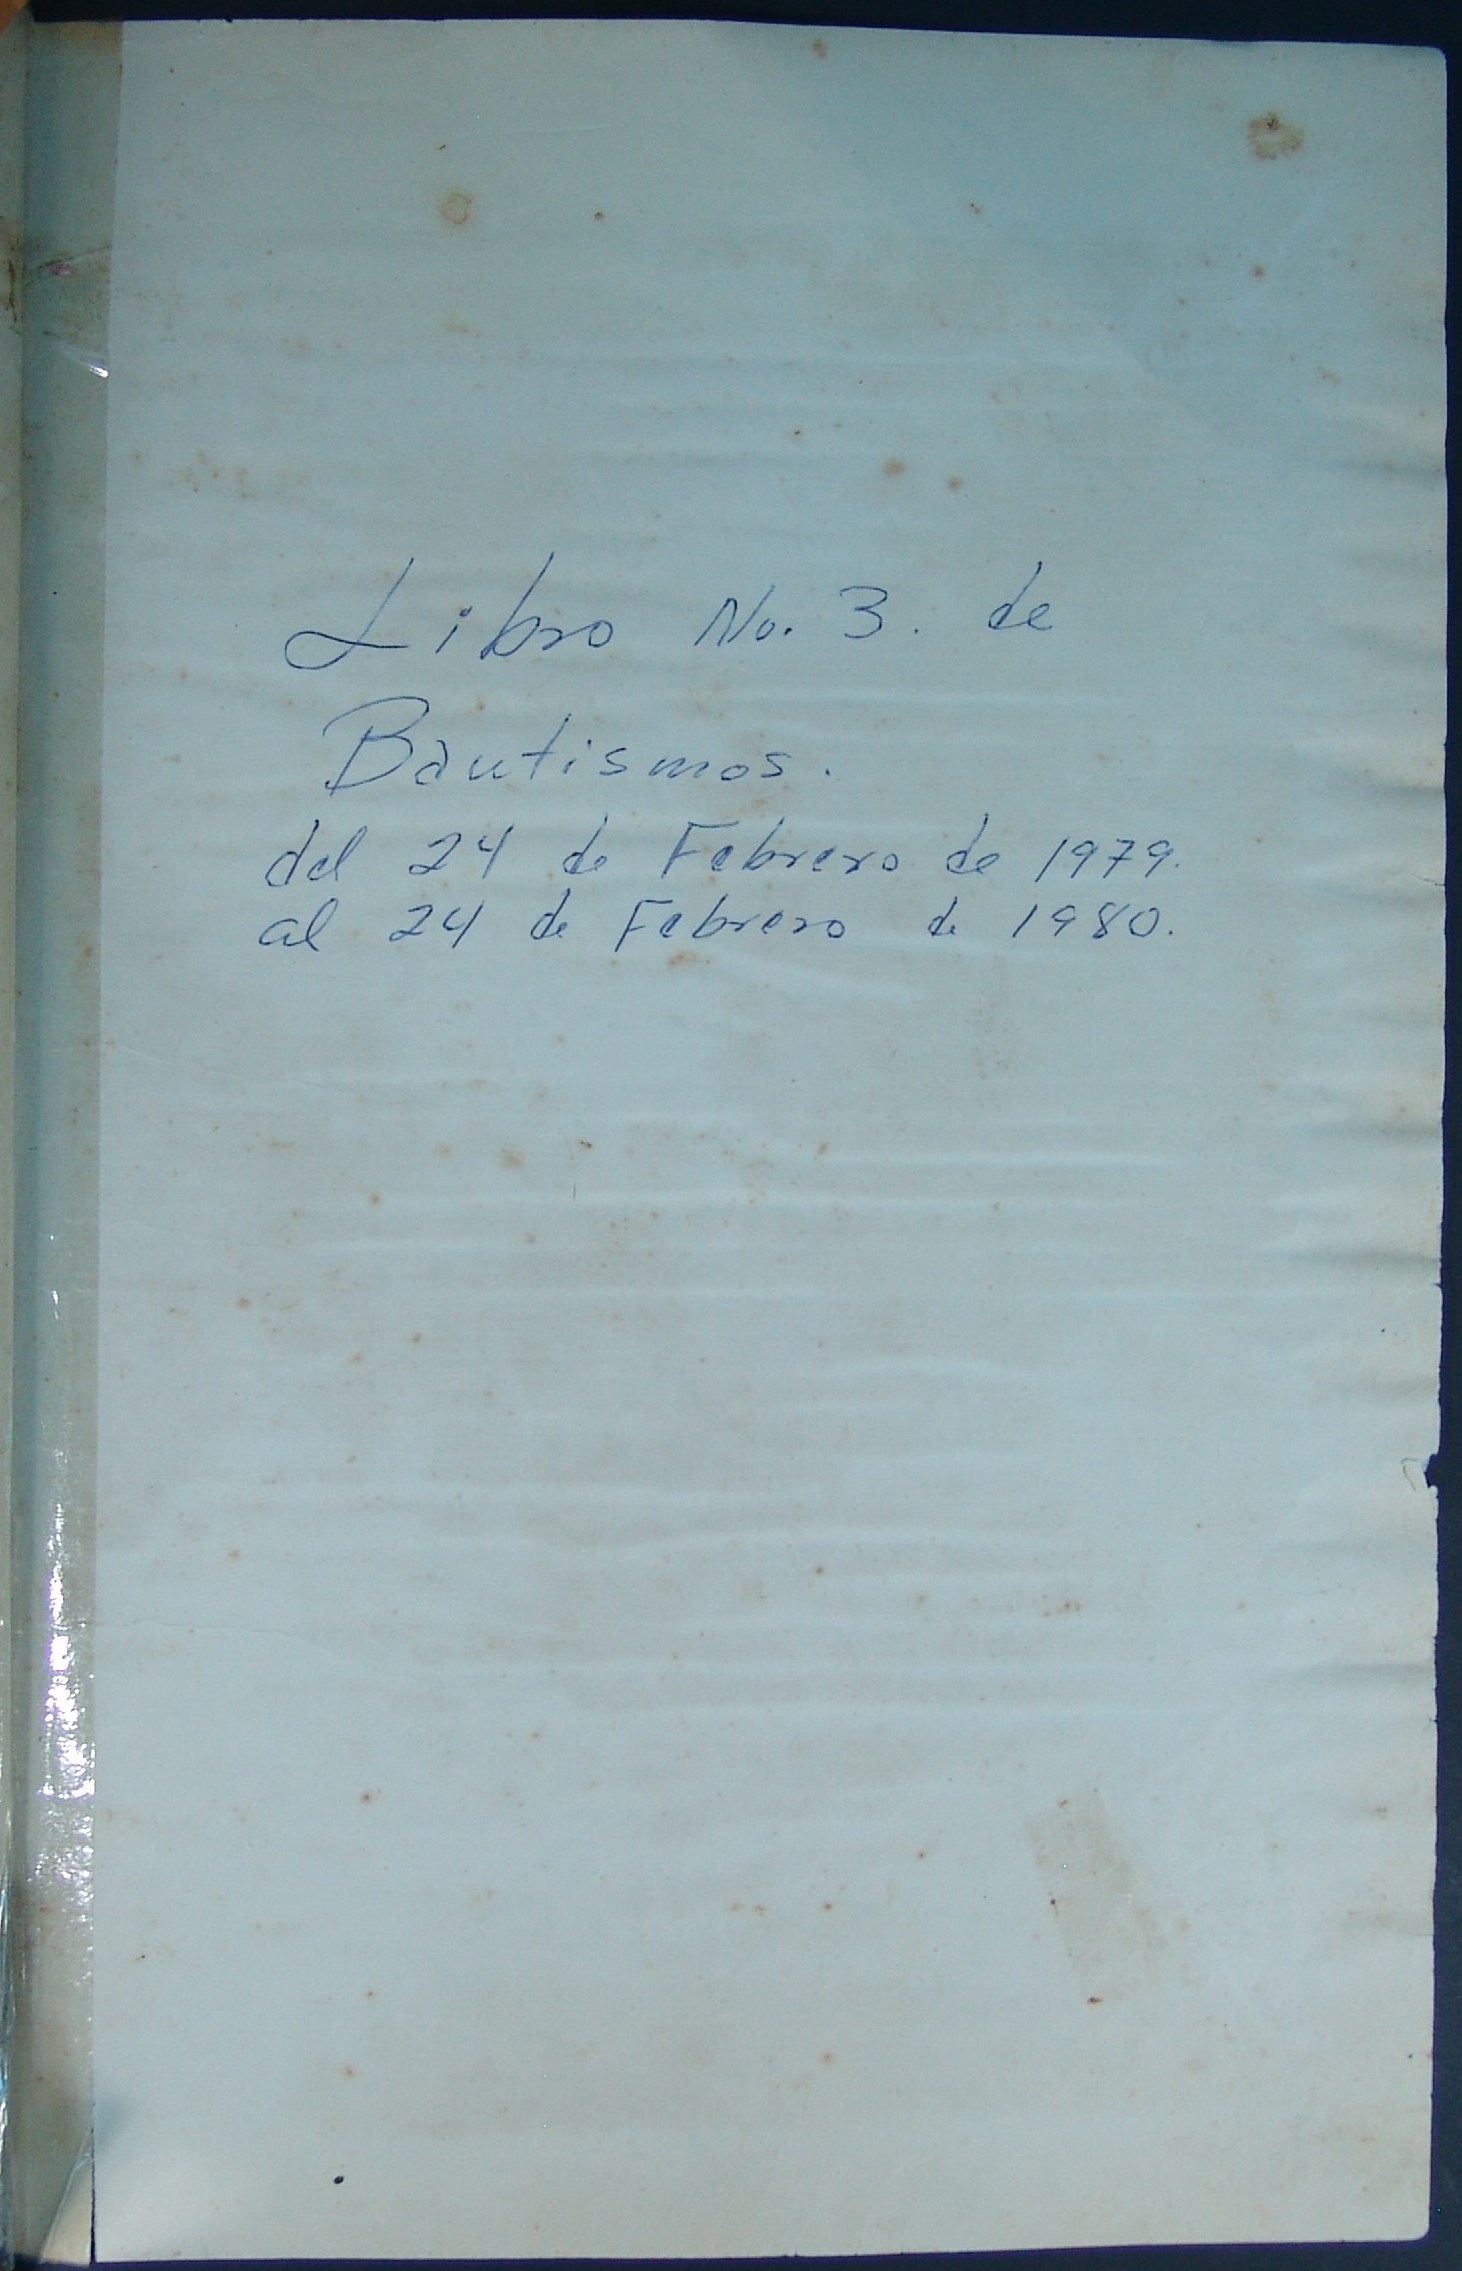 Libro No. 3. de
Bautismos.
del 24 de Febrero de 1979.
al 24 de Febrero de 1980.